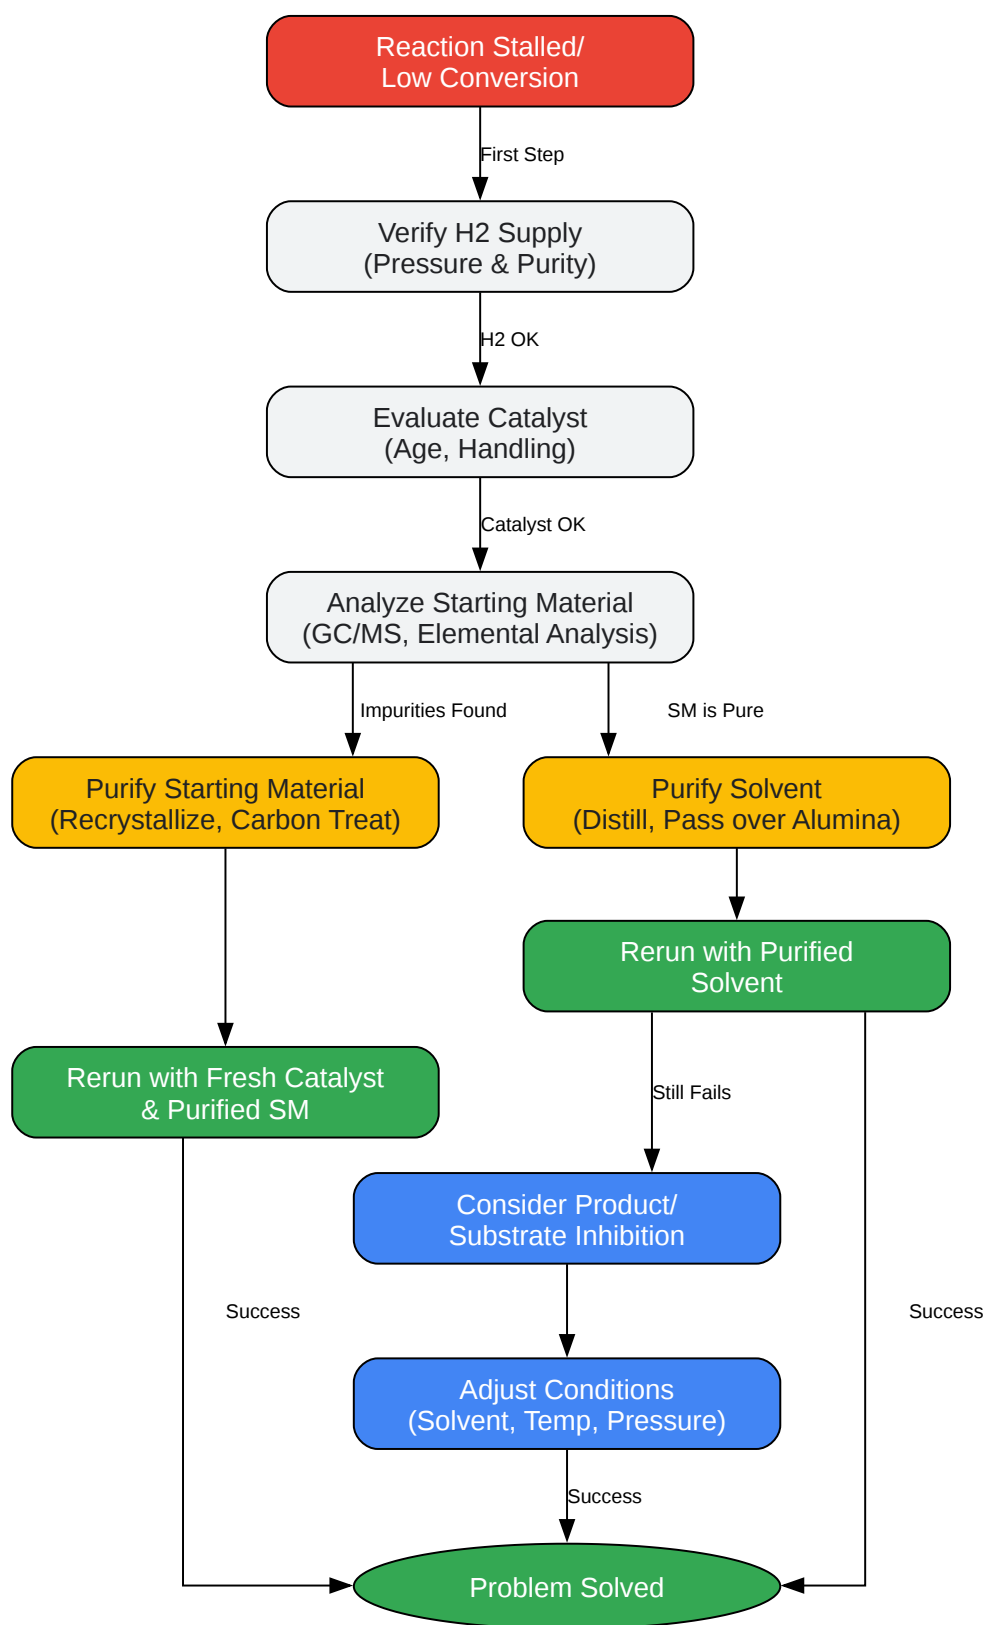 Reaction Stalled/
Low Conversion
First Step
Verify H2 Supply
(Pressure & Purity)
H2 OK
Evaluate Catalyst
(Age, Handling)
Catalyst OK
Analyze Starting Material
(GC/MS, Elemental Analysis)
Impurities Found
SM is Pure
Purify Starting Material
(Recrystallize, Carbon Treat)
Purify Solvent
(Distill, Pass over Alumina)
Rerun with Purified
Solvent
Rerun with Fresh Catalyst
& Purified SM
Still Fails
Consider Product/
Substrate Inhibition
Success
Success
Adjust Conditions
(Solvent, Temp, Pressure)
Success
Problem Solved